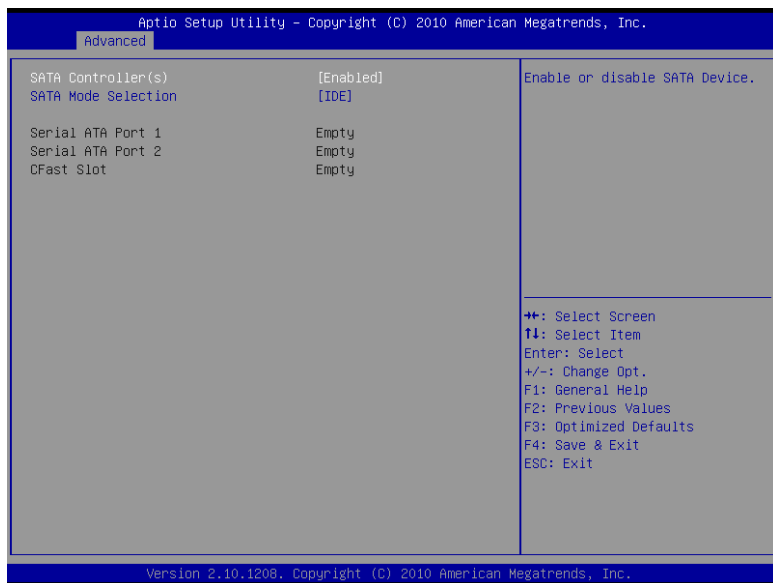 Aptio Setup Utility – Copyright (C) 2010 American Megatrends, Inc.
Advanced
SATA Controller(s) [Enabled]
SATA Mode Selection [IDE]
Serial ATA Port 1 Empty
Serial ATA Port 2 Empty
CFast Slot Empty
Enable or disable SATA Device.
→←: Select Screen
↑↓: Select Item
Enter: Select
+/-: Change Opt.
F1: General Help
F2: Previous Values
F3: Optimized Defaults
F4: Save & Exit
ESC: Exit
Version 2.10.1208. Copyright (C) 2010 American Megatrends, Inc.